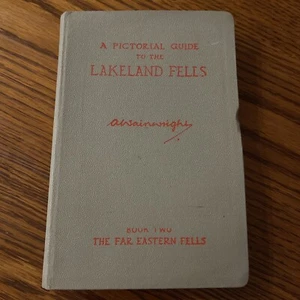 A PICTORIAL GUIDE
TO THE
LAKELAND FELLS
AWainwright
BOOK TWO
THE FAR EASTERN FELLS